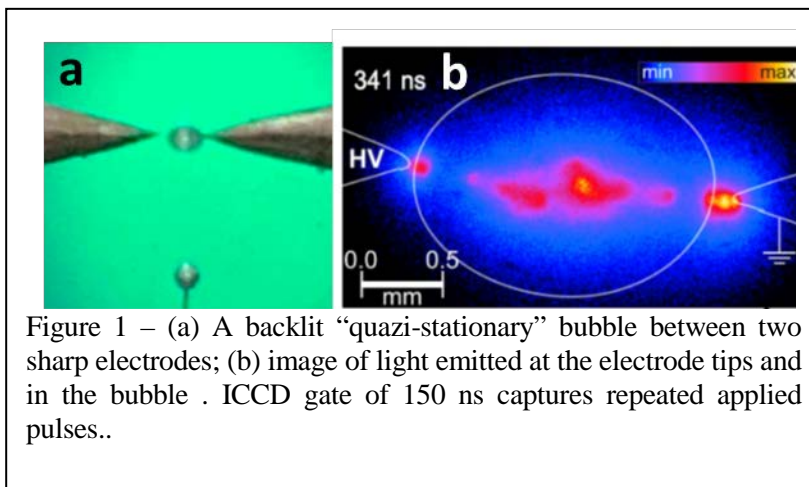 a
b
341 ns
min
max
HV
0.0
0.5
mm
Figure 1 – (a) A backlit “quazi-stationary” bubble between two
sharp electrodes; (b) image of light emitted at the electrode tips and
in the bubble . ICCD gate of 150 ns captures repeated applied
pulses..